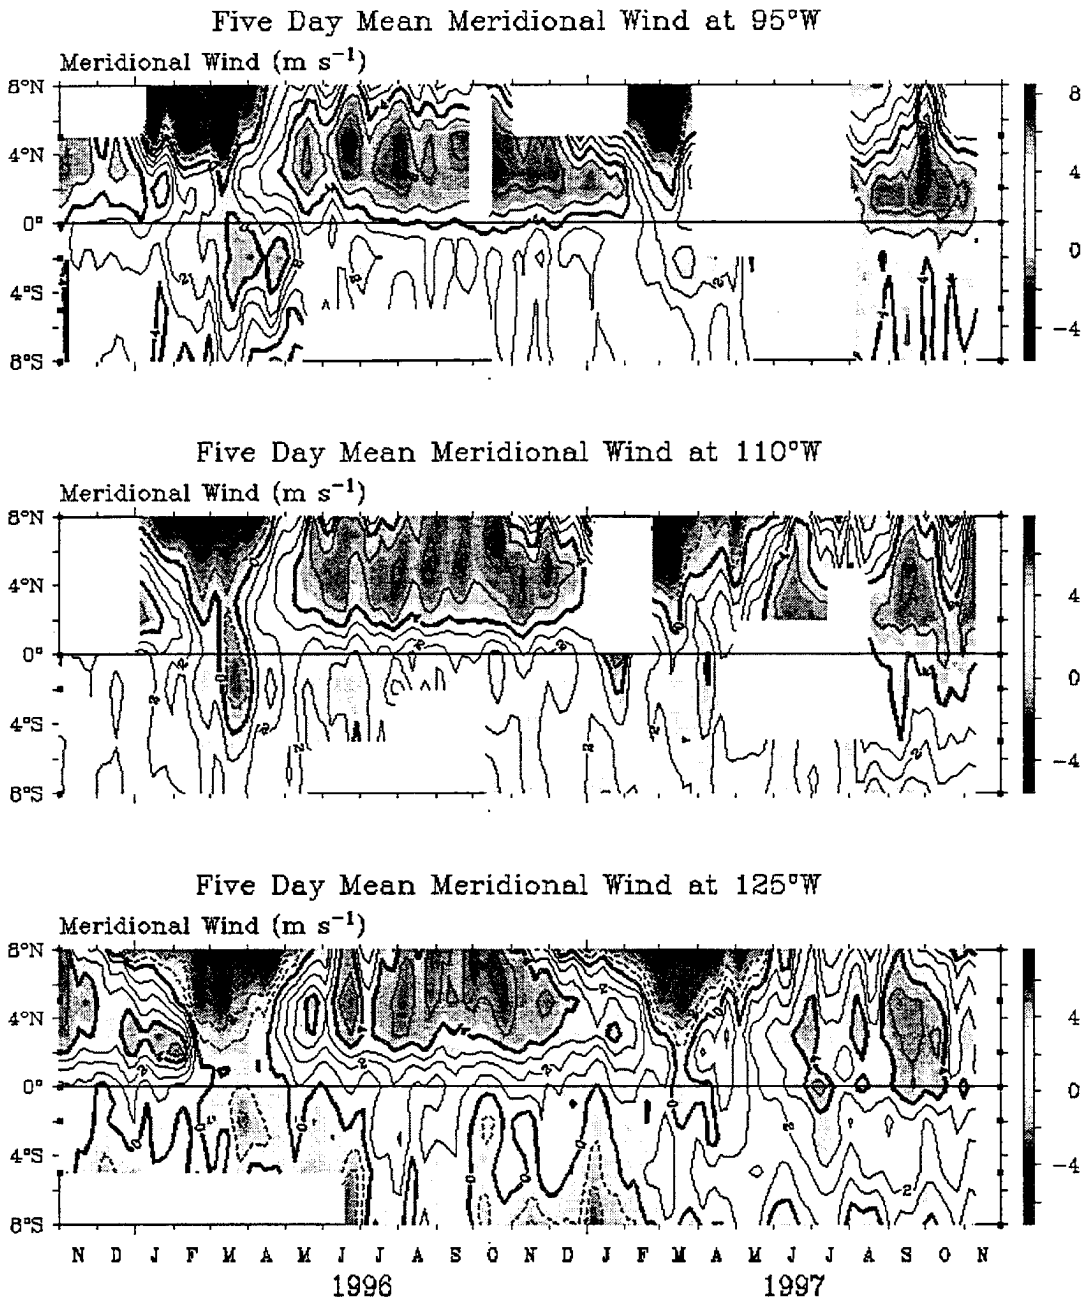 Five Day Mean Meridional Wind at 95°W
Meridional Wind (m s⁻¹)
8°N
4°N
0°
4°S
8°S
8
4
0
−4
Five Day Mean Meridional Wind at 110°W
Meridional Wind (m s⁻¹)
8°N
4°N
0°
4°S
8°S
4
0
−4
Five Day Mean Meridional Wind at 125°W
Meridional Wind (m s⁻¹)
8°N
4°N
0°
4°S
8°S
4
0
−4
N D J F M A M J J A S O N D J F M A M J J A S O N
1996 1997